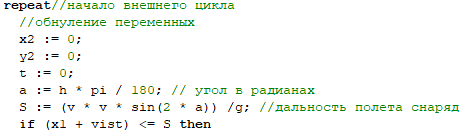 repeat//начало внешнего цикла
//обнуление переменных
x2 := 0;
y2 := 0;
t := 0;
a := h * pi / 180; // угол в радианах
S := (v * v * sin(2 * a)) /g; //дальность полета снаряд
if (x1 + vist) <= S then